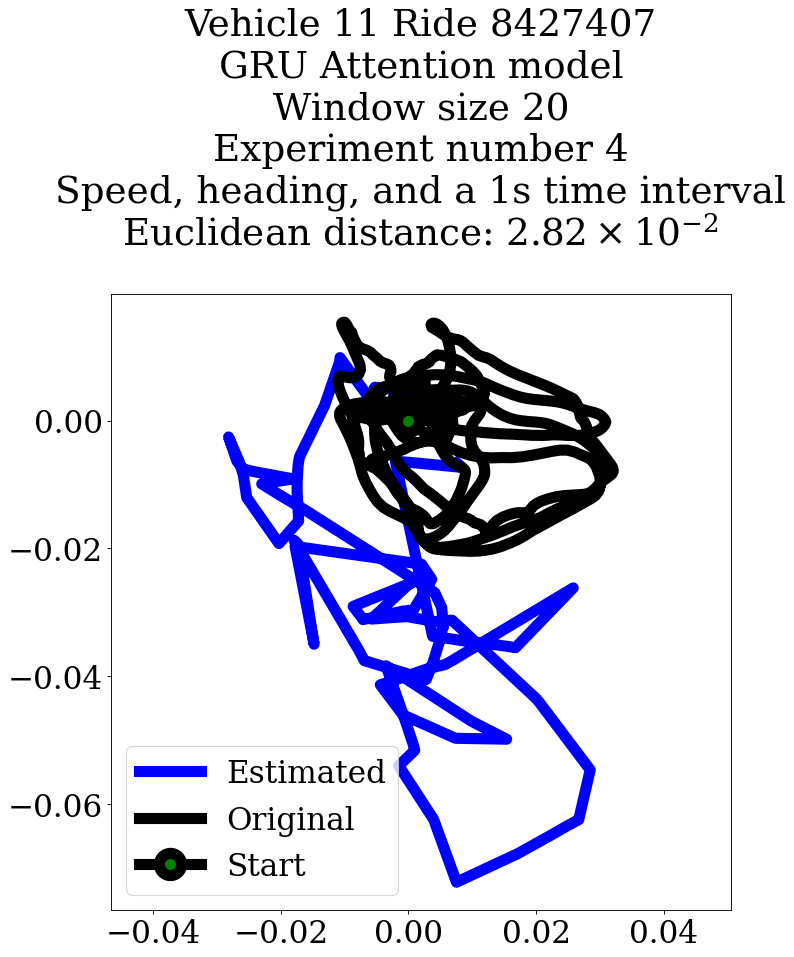 Vehicle 11 Ride 8427407
GRU Attention model
Window size 20
Experiment number 4
Speed, heading, and a 1s time interval
Euclidean distance: 2.82 × 10⁻²
0.00
−0.02
−0.04
−0.06
Estimated
Original
Start
−0.04 −0.02 0.00 0.02 0.04